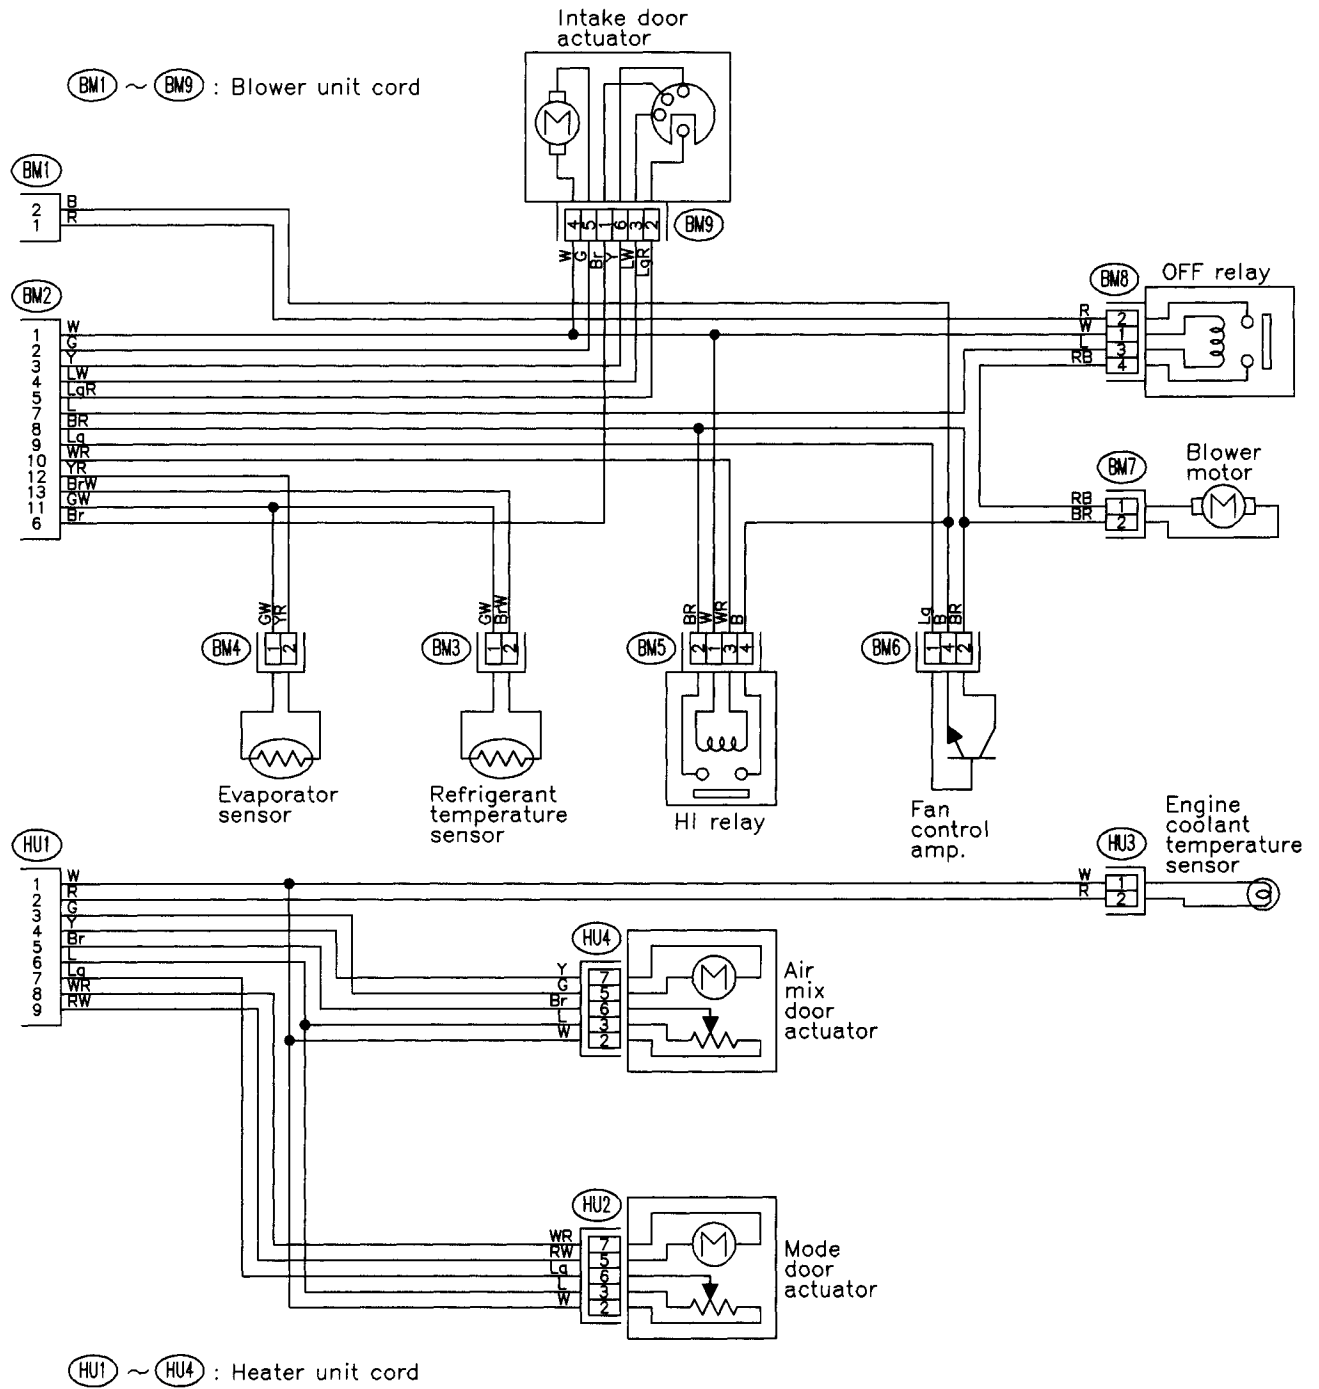 Intake door
actuator
BM1 ~ BM9 : Blower unit cord
BM1
2 B
1 R
4 5 1 6 3 2
BM9
W G Br Y LW LgR
BM2
1 W
2 G
3 Y
4 LW
5 LgR
7 L
8 BR
9 Lg
10 WR
12 YR
13 BrW
11 GW
6 Br
BM8
OFF relay
R 2
W 1
L 3
RB 4
BM7
Blower
motor
RB 1
BR 2
M
M
GW YR
BM4
1 2
Evaporator
sensor
GW BrW
BM3
1 2
Refrigerant
temperature
sensor
BR W WR B
BM5
2 1 3 4
HI relay
Lg B BR
BM6
1 4 2
Fan
control
amp.
HU1
1 W
2 R
3 G
4 Y
5 Br
6 L
7 Lg
8 WR
9 RW
HU3
Engine
coolant
temperature
sensor
W 1
R 2
HU4
Y 7
G 5
Br 6
L 3
W 2
M
Air
mix
door
actuator
HU2
WR 7
RW 5
Lg 6
L 3
W 2
M
Mode
door
actuator
HU1 ~ HU4 : Heater unit cord